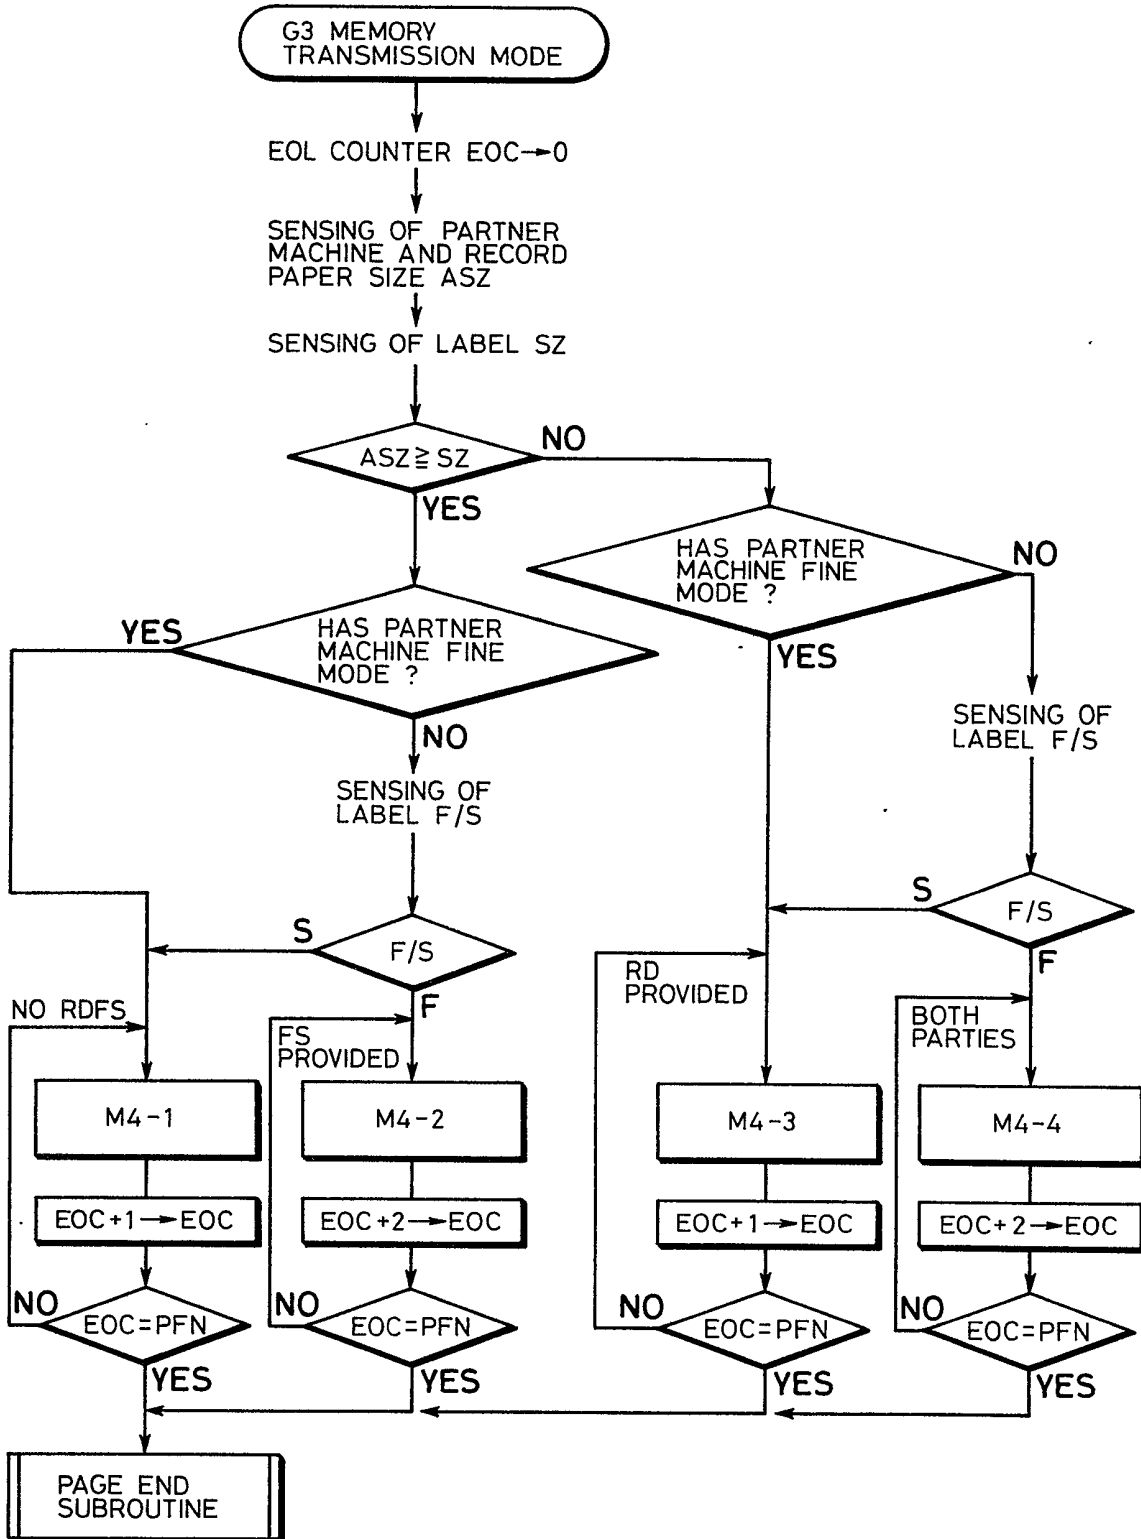 G3 MEMORY
TRANSMISSION MODE
EOL COUNTER EOC→0
SENSING OF PARTNER
MACHINE AND RECORD
PAPER SIZE ASZ
SENSING OF LABEL SZ
ASZ≧SZ
NO
YES
HAS PARTNER
MACHINE FINE
MODE ?
NO
YES
YES
HAS PARTNER
MACHINE FINE
MODE ?
NO
SENSING OF
LABEL F/S
SENSING OF
LABEL F/S
S
F/S
F
S
F/S
F
NO RDFS
FS
PROVIDED
RD
PROVIDED
BOTH
PARTIES
M4-1
M4-2
M4-3
M4-4
EOC+1→EOC
EOC+2→EOC
EOC+1→EOC
EOC+2→EOC
NO
EOC=PFN
YES
NO
EOC=PFN
YES
NO
EOC=PFN
YES
NO
EOC=PFN
YES
PAGE END
SUBROUTINE